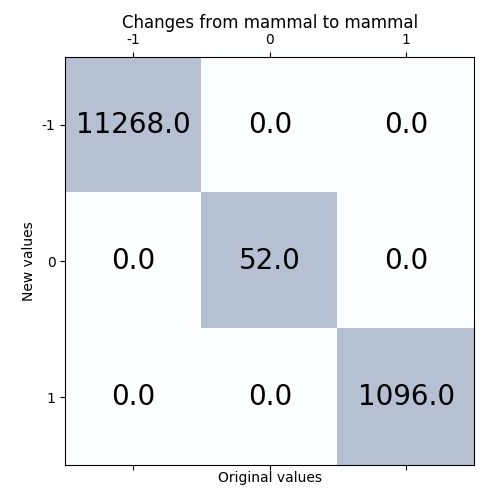 Changes from mammal to mammal
-1 0 1
-1 11268.0 0.0 0.0
0 0.0 52.0 0.0
1 0.0 0.0 1096.0
New values
Original values